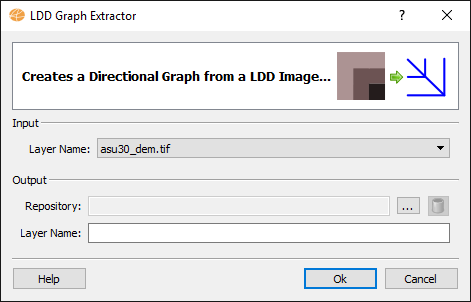 LDD Graph Extractor
Creates a Directional Graph from a LDD Image...
Input
Layer Name: asu30_dem.tif
Output
Repository: ...
Layer Name:
Help Ok Cancel